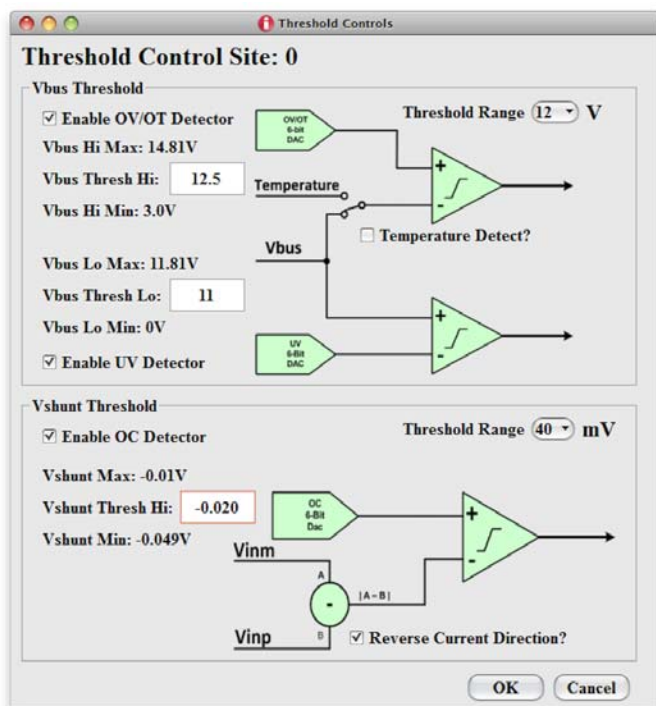 Threshold Controls
Threshold Control Site: 0
Vbus Threshold
Enable OV/OT Detector
OV/OT
6-bit
DAC
Threshold Range 12 V
Vbus Hi Max: 14.81V
+
Vbus Thresh Hi: 12.5
Temperature
-
Vbus Hi Min: 3.0V
Temperature Detect?
Vbus
Vbus Lo Max: 11.81V
Vbus Thresh Lo: 11
+
Vbus Lo Min: 0V
UV
6-Bit
DAC
-
Enable UV Detector
Vshunt Threshold
Enable OC Detector
Threshold Range 40 mV
Vshunt Max: -0.01V
Vshunt Thresh Hi: -0.020
OC
6-Bit
Dac
+
Vshunt Min: -0.049V
-
Vinm
A
-
|A-B|
B
Vinp
Reverse Current Direction?
OK
Cancel